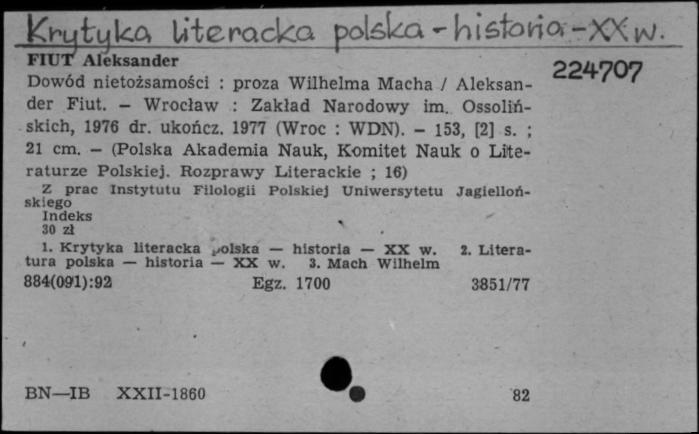 Krytyka literacka polska - historia - XX w.
FIUT Aleksander
224707
Dowód nietożsamości : proza Wilhelma Macha / Aleksan-
der Fiut. — Wrocław : Zakład Narodowy im. Ossoliń-
skich, 1976 dr. ukończ. 1977 (Wroc : WDN). — 153, [2] s. ;
21 cm. — (Polska Akademia Nauk, Komitet Nauk o Lite-
raturze Polskiej. Rozprawy Literackie ; 16)
Z prac Instytutu Filologii Polskiej Uniwersytetu Jagielloń-
skiego
Indeks
30 zł
1. Krytyka literacka polska — historia — XX w. 2. Litera-
tura polska — historia — XX w. 3. Mach Wilhelm
884(091):92 Egz. 1700 3851/77
BN—IB XXII-1860 82